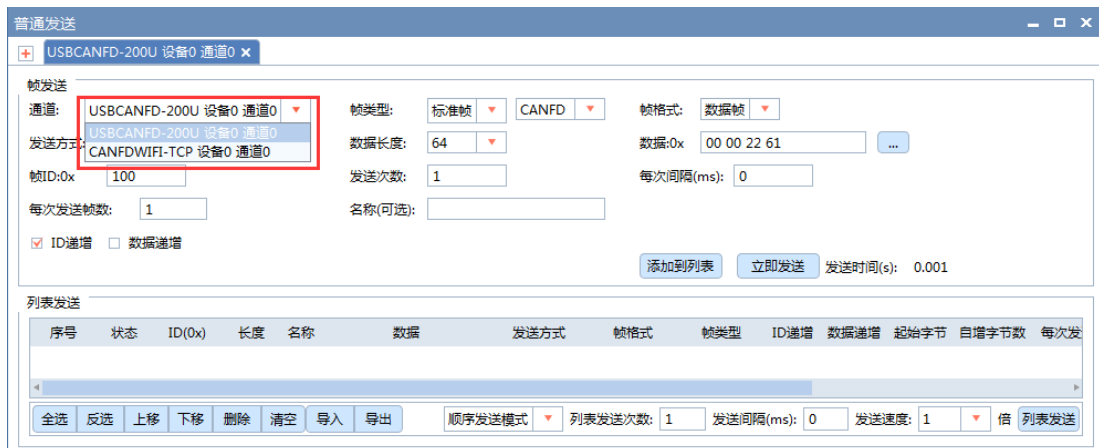 普通发送
USBCANFD-200U 设备0 通道0
帧发送
通道: USBCANFD-200U 设备0 通道0 帧类型: 标准帧 CANFD 帧格式: 数据帧
USBCANFD-200U 设备0 通道0
发送方式: 数据长度: 64 数据:0x 00 00 22 61 ...
CANFDWIFI-TCP 设备0 通道0
帧ID:0x 100 发送次数: 1 每次间隔(ms): 0
每次发送帧数: 1 名称(可选):
ID递增 数据递增
添加到列表 立即发送 发送时间(s): 0.001
列表发送
序号 状态 ID(0x) 长度 名称 数据 发送方式 帧格式 帧类型 ID递增 数据递增 起始字节 自增字节数 每次发
全选 反选 上移 下移 删除 清空 导入 导出 顺序发送模式 列表发送次数: 1 发送间隔(ms): 0 发送速度: 1 倍 列表发送